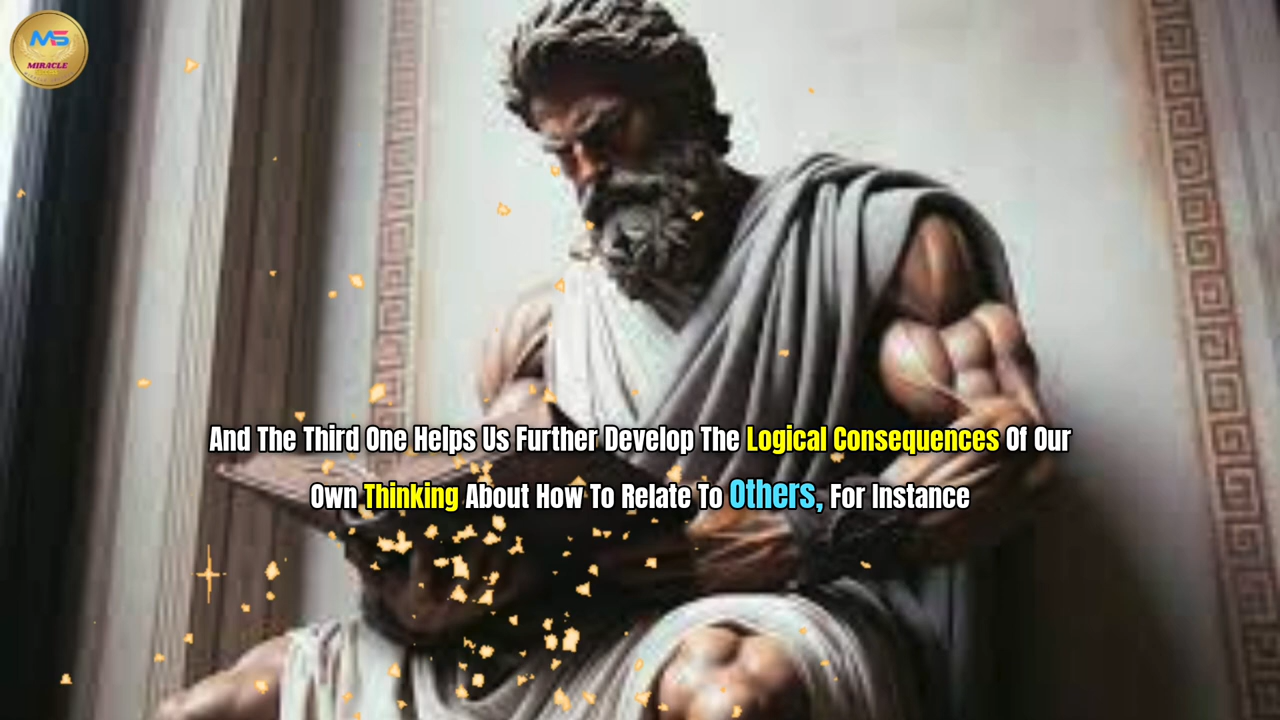 MS
MIRACLE
And The Third One Helps Us Further Develop The Logical Consequences Of Our
Own Thinking About How To Relate To Others, For Instance